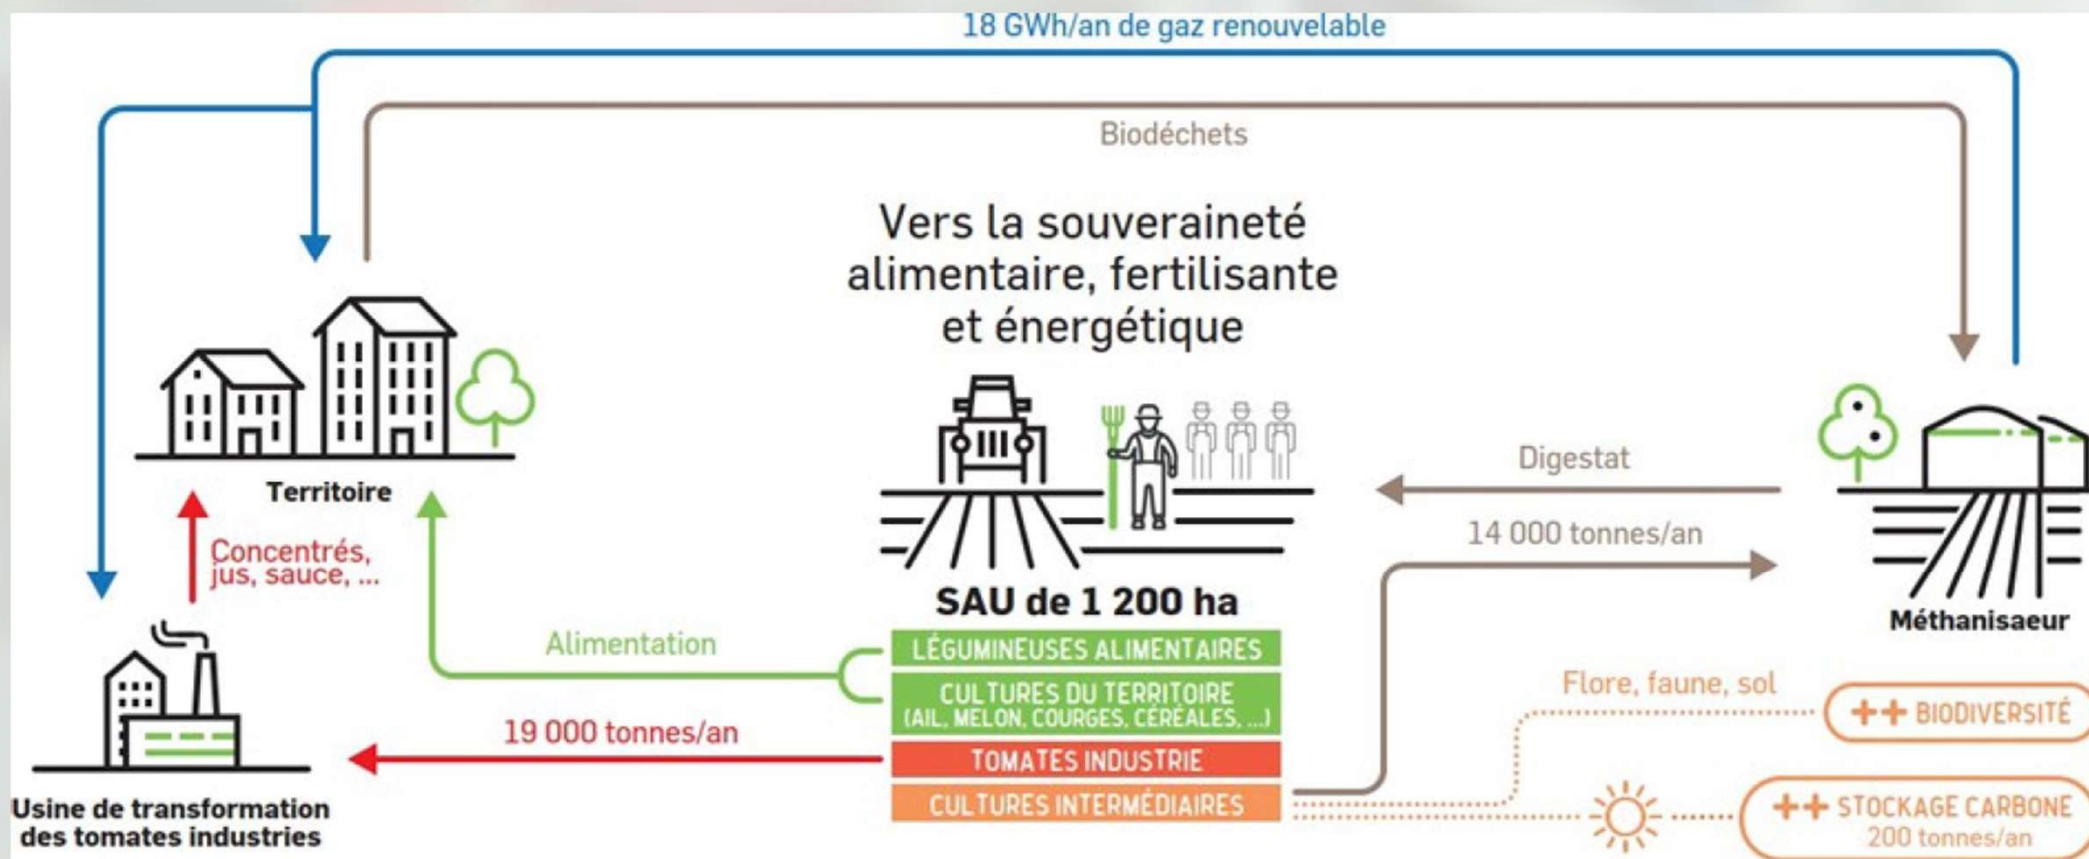 18 GWh/an de gaz renouvelable
Biodéchets
Vers la souveraineté
alimentaire, fertilisante
et énergétique
Territoire
Digestat
14 000 tonnes/an
Concentrés,
jus, sauce, ...
SAU de 1 200 ha
Méthanisaeur
Alimentation
LÉGUMINEUSES ALIMENTAIRES
CULTURES DU TERRITOIRE
(AIL, MELON, COURGES, CÉRÉALES, ...)
Flore, faune, sol
++ BIODIVERSITÉ
19 000 tonnes/an
TOMATES INDUSTRIE
CULTURES INTERMÉDIAIRES
++ STOCKAGE CARBONE
200 tonnes/an
Usine de transformation
des tomates industries